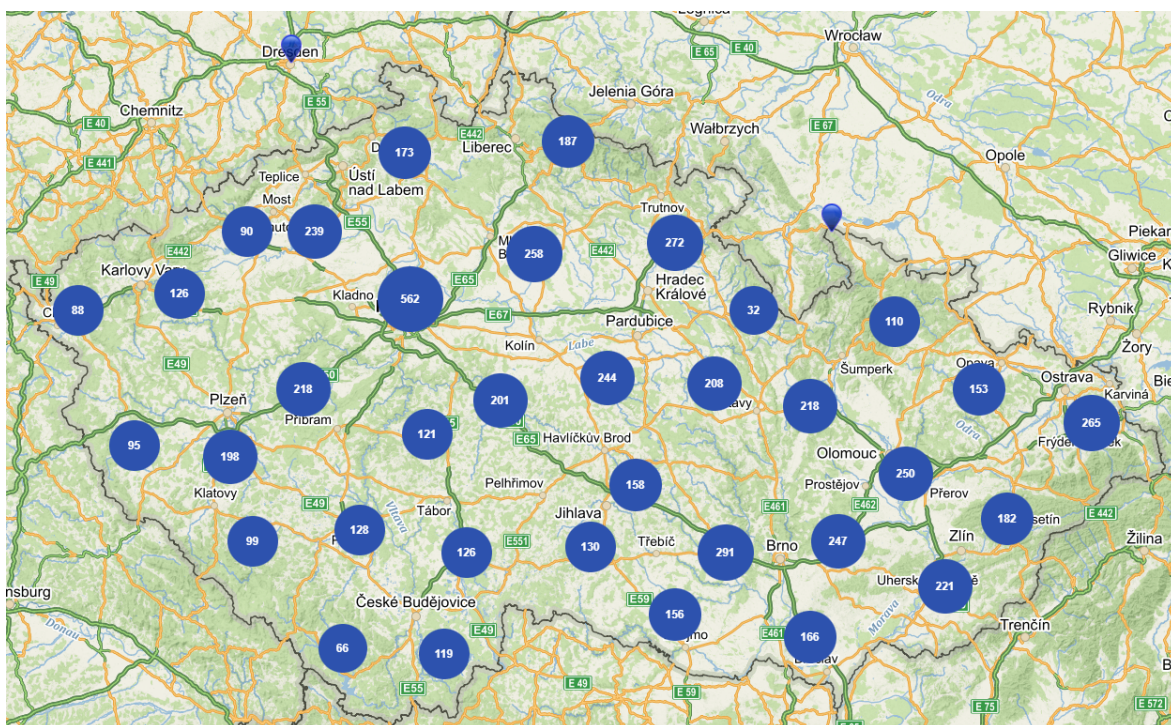 Legnica
E 65
E 40
Wrocław
Dresden
E 55
Chemnitz
E 40
Jelenia Góra
Odra
E 442
Liberec
187
Wałbrzych
E 67
E 441
173
Opole
Teplice
Ústí
nad Labem
Most
Trutnov
90
239
E55
258
E442
272
Piekar
Gliwice
E442
Karlovy Vary
E 49
E65
Hradec
Králové
126
Kladno
562
88
E67
32
110
Rybnik
Pardubice
Kolín
Labe
Żory
E49
Šumperk
Opava
Ostrava
218
244
208
153
Karviná
Plzeň
201
218
265
Příbram
121
E65
Havlíčkův Brod
Odra
95
198
Olomouc
250
Klatovy
Pelhřimov
158
Prostějov
Přerov
E49
Vltava
Tábor
Jihlava
E461
E462
182
E 442
128
99
126
E551
130
Třebíč
291
Brno
247
Zlín
Žilina
221
České Budějovice
E59
156
Morava
Donau
E49
E461
166
Trenčín
66
119
E55
E 49
E 59
E 75
E 572